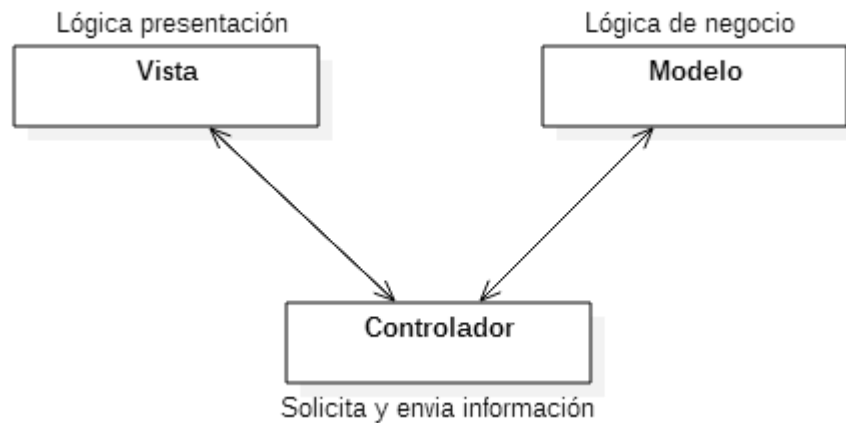 Lógica presentación
Vista
Lógica de negocio
Modelo
Controlador
Solicita y envia información